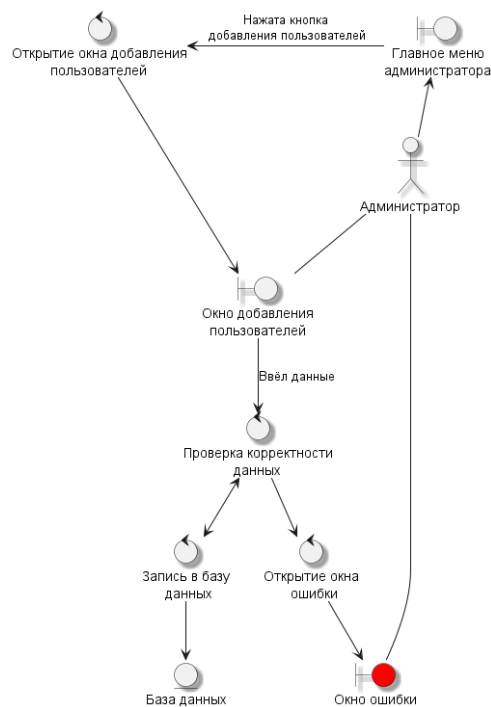 Нажата кнопка
добавления пользователей
Открытие окна добавления
пользователей
Главное меню
администратора
Администратор
Окно добавления
пользователей
Ввёл данные
Проверка корректности
данных
Запись в базу
данных
Открытие окна
ошибки
База данных
Окно ошибки